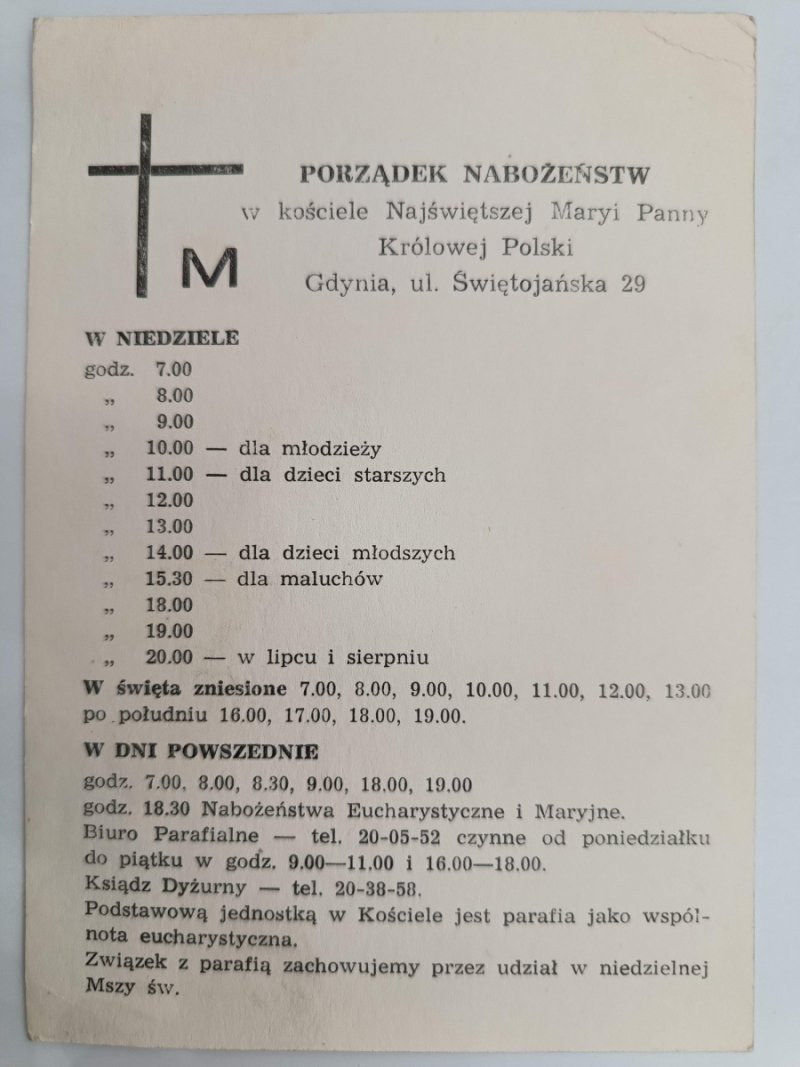 PORZĄDEK NABOŻEŃSTW
w kościele Najświętszej Maryi Panny
Królowej Polski
Gdynia, ul. Świętojańska 29
M
W NIEDZIELE
godz. 7.00
„ 8.00
„ 9.00
„ 10.00 — dla młodzieży
„ 11.00 — dla dzieci starszych
„ 12.00
„ 13.00
„ 14.00 — dla dzieci młodszych
„ 15.30 — dla maluchów
„ 18.00
„ 19.00
„ 20.00 — w lipcu i sierpniu
W święta zniesione 7.00, 8.00, 9.00, 10.00, 11.00, 12.00, 13.00
po południu 16.00, 17.00, 18.00, 19.00.
W DNI POWSZEDNIE
godz. 7.00, 8.00, 8.30, 9.00, 18.00, 19.00
godz. 18.30 Nabożeństwa Eucharystyczne i Maryjne.
Biuro Parafialne — tel. 20-05-52 czynne od poniedziałku
do piątku w godz. 9.00—11.00 i 16.00—18.00.
Ksiądz Dyżurny — tel. 20-38-58.
Podstawową jednostką w Kościele jest parafia jako wspól-
nota eucharystyczna.
Związek z parafią zachowujemy przez udział w niedzielnej
Mszy św.